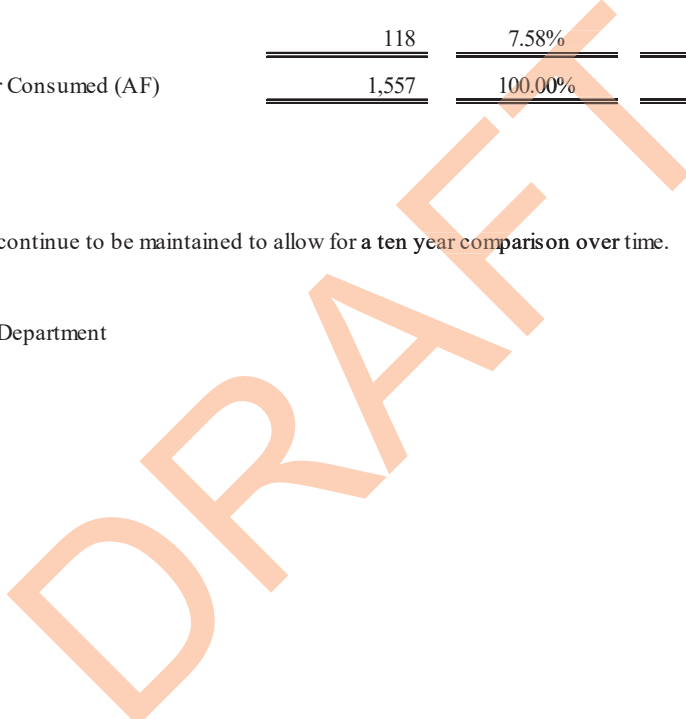 118 7.58%
r Consumed (AF) 1,557 100.00%
continue to be maintained to allow for a ten year comparison over time.
Department
DRAFT